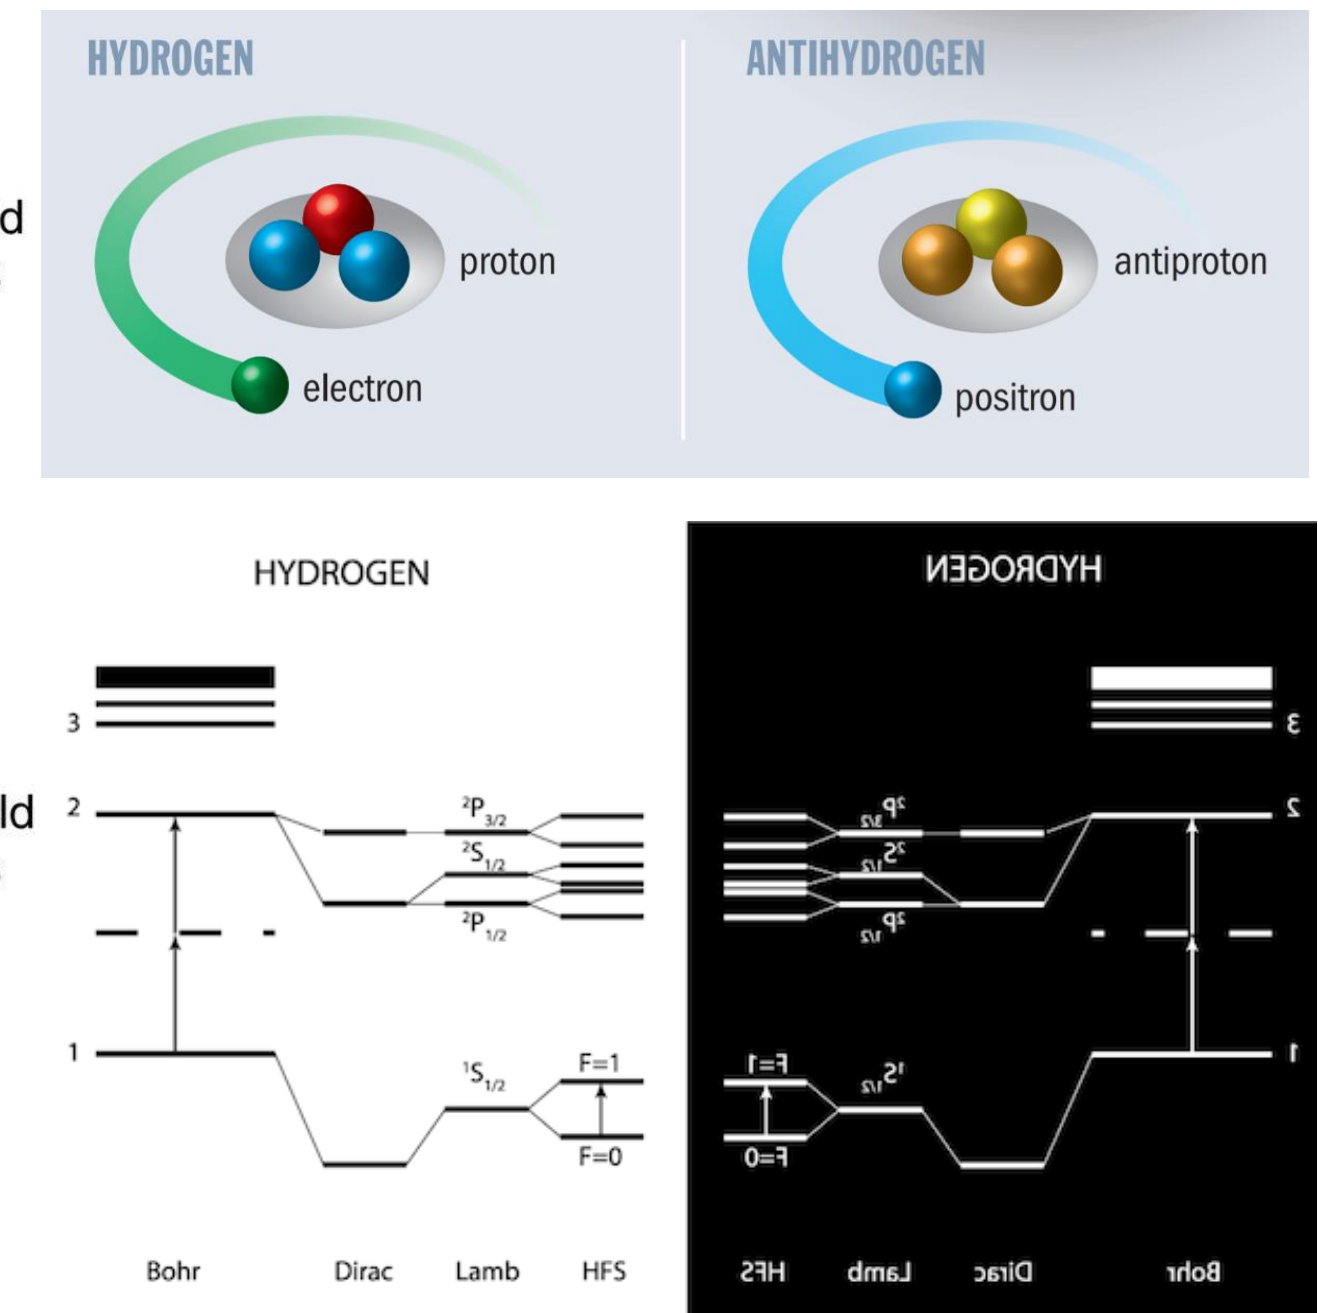 HYDROGEN
ANTIHYDROGEN
d
proton
antiproton
electron
positron
HYDROGEN
3
2
ld
1
²P3/2
²S1/2
²P1/2
¹S1/2
F=1
F=0
Bohr Dirac Lamb HFS
HYDROGEN
3
2
1
²P3/2
²S1/2
²P1/2
¹S1/2
F=1
F=0
HFS Lamb Dirac Bohr